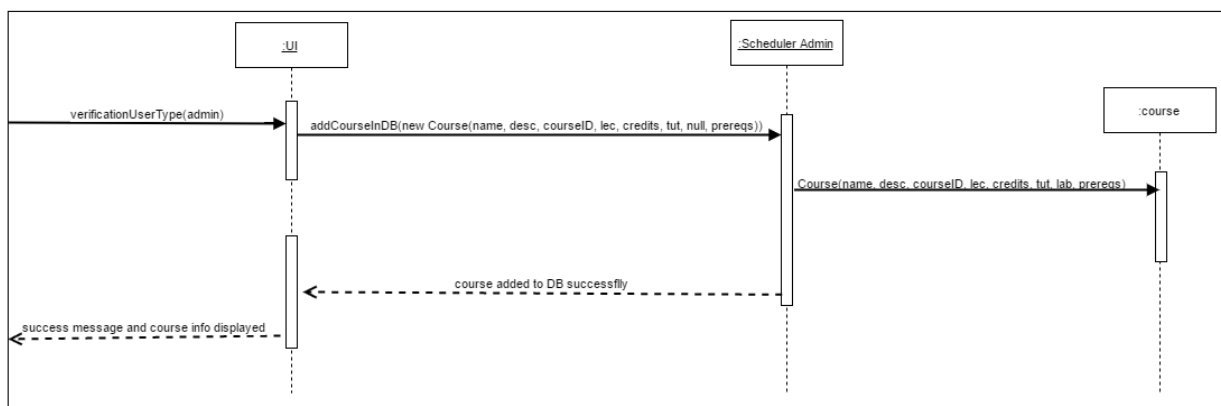 :UI
:Scheduler Admin
:course
verificationUserType(admin)
addCourseInDB(new Course(name, desc, courseID, lec, credits, tut, null, prereqs))
Course(name, desc, courseID, lec, credits, tut, lab, prereqs)
course added to DB successflly
success message and course info displayed